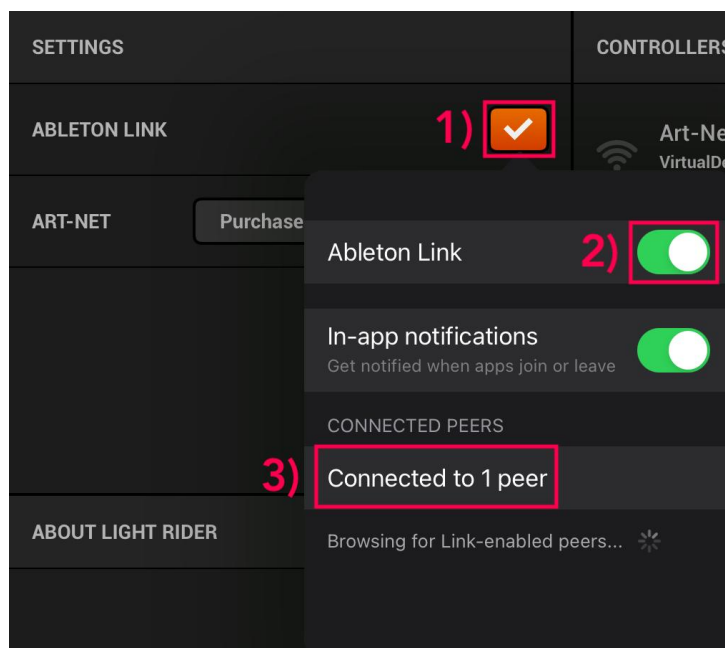 SETTINGS
CONTROLLERS
ABLETON LINK
1)
Art-Ne
VirtualDe
ART-NET
Purchase
Ableton Link
2)
In-app notifications
Get notified when apps join or leave
CONNECTED PEERS
3)
Connected to 1 peer
ABOUT LIGHT RIDER
Browsing for Link-enabled peers...